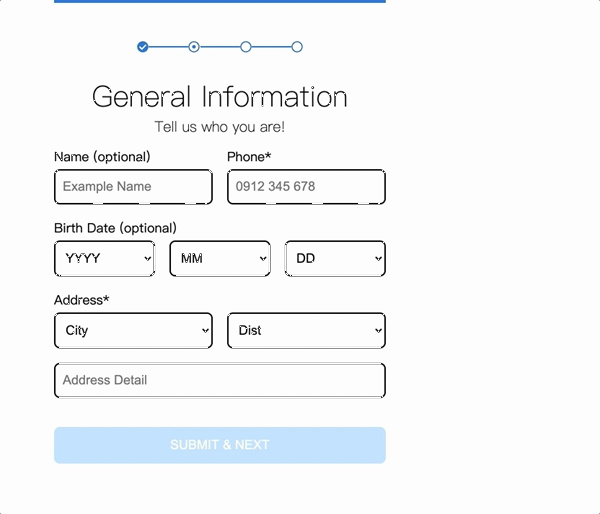 General Information
Tell us who you are!
Name (optional) Phone*
Example Name 0912 345 678
Birth Date (optional)
YYYY MM DD
Address*
City Dist
Address Detail
SUBMIT & NEXT